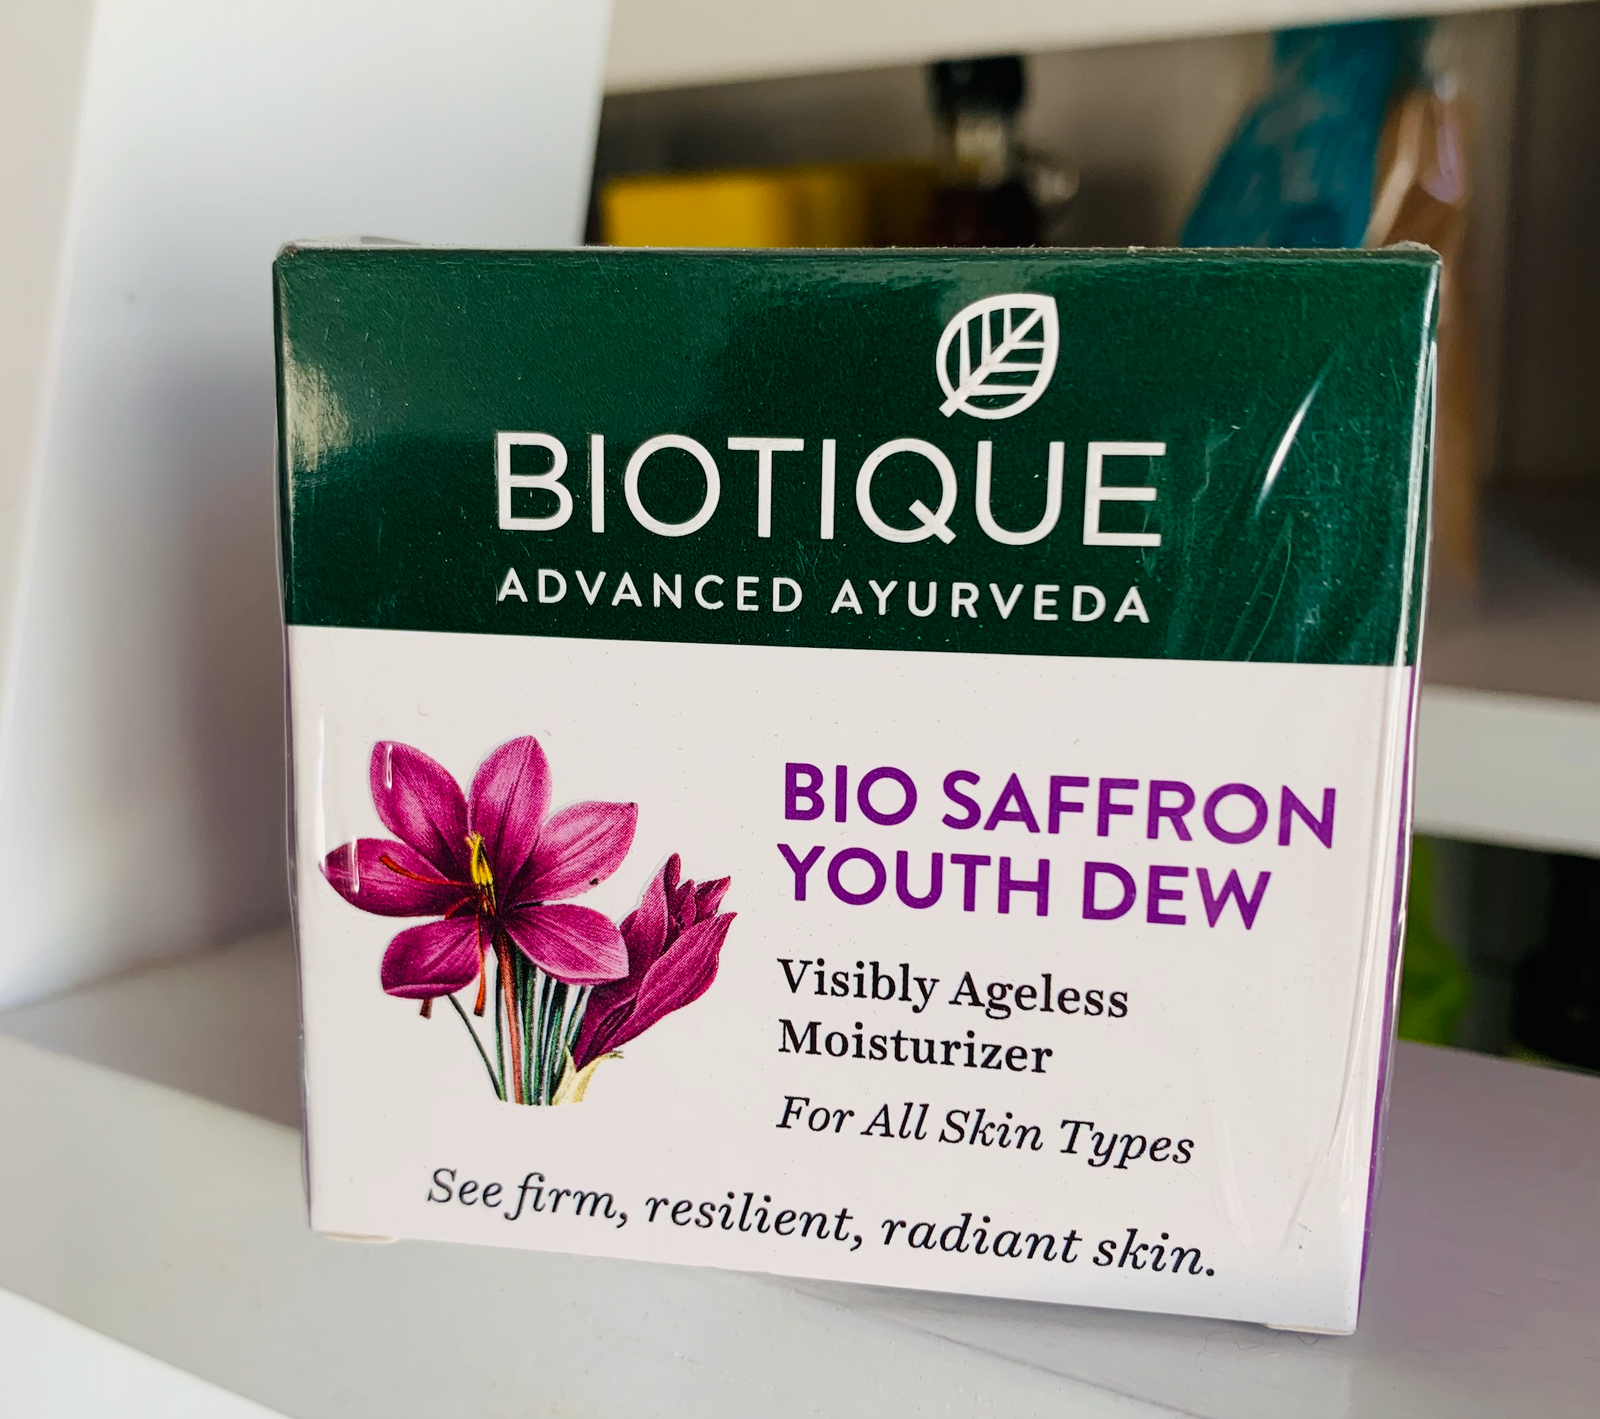 BIOTIQUE
ADVANCED AYURVEDA
BIO SAFFRON
YOUTH DEW
Visibly Ageless
Moisturizer
For All Skin Types
See firm, resilient, radiant skin.